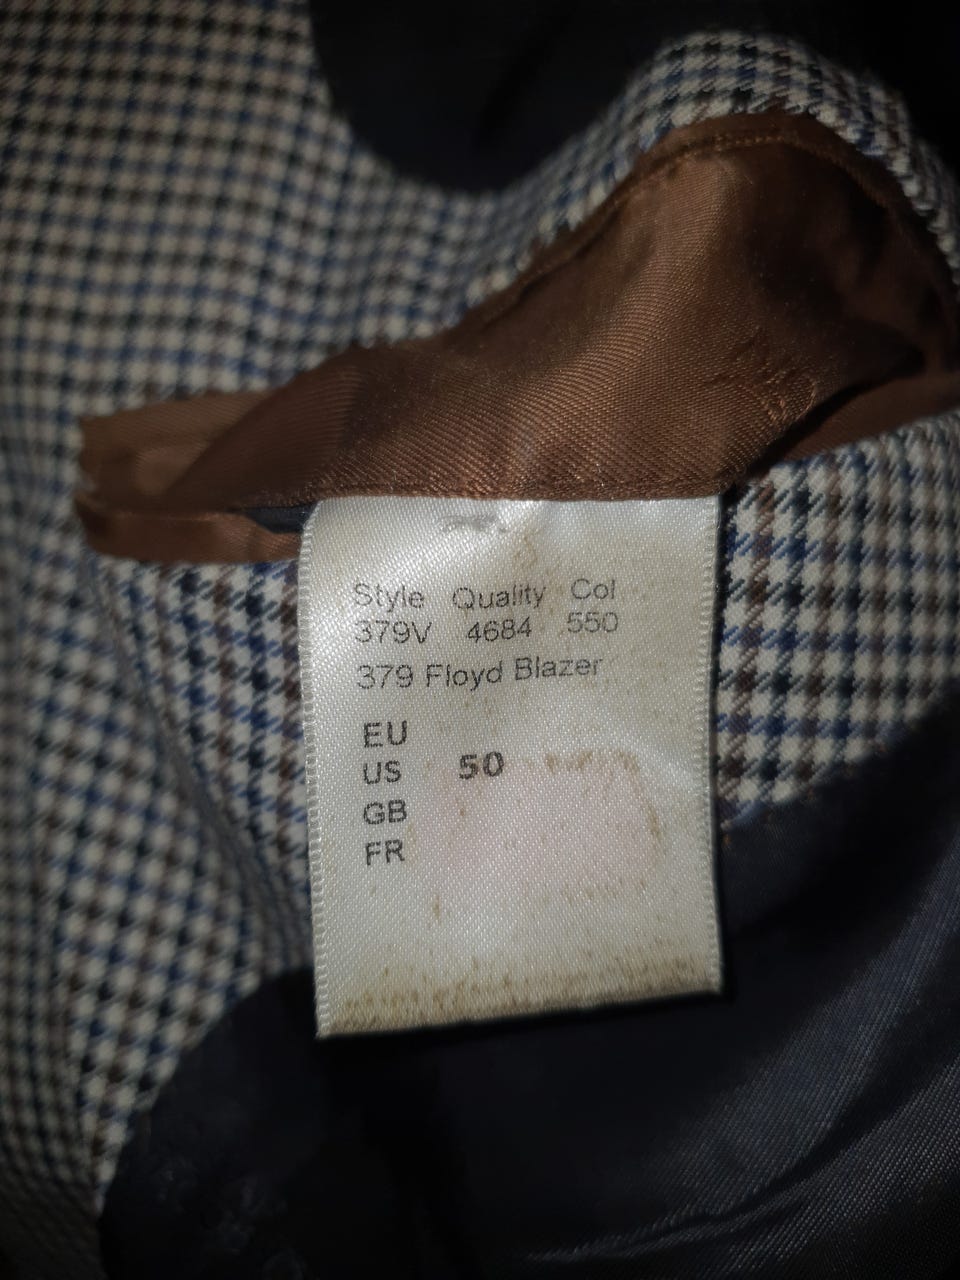 Style Quality Col
379V 4684 550
379 Floyd Blazer
EU
US 50
GB
FR